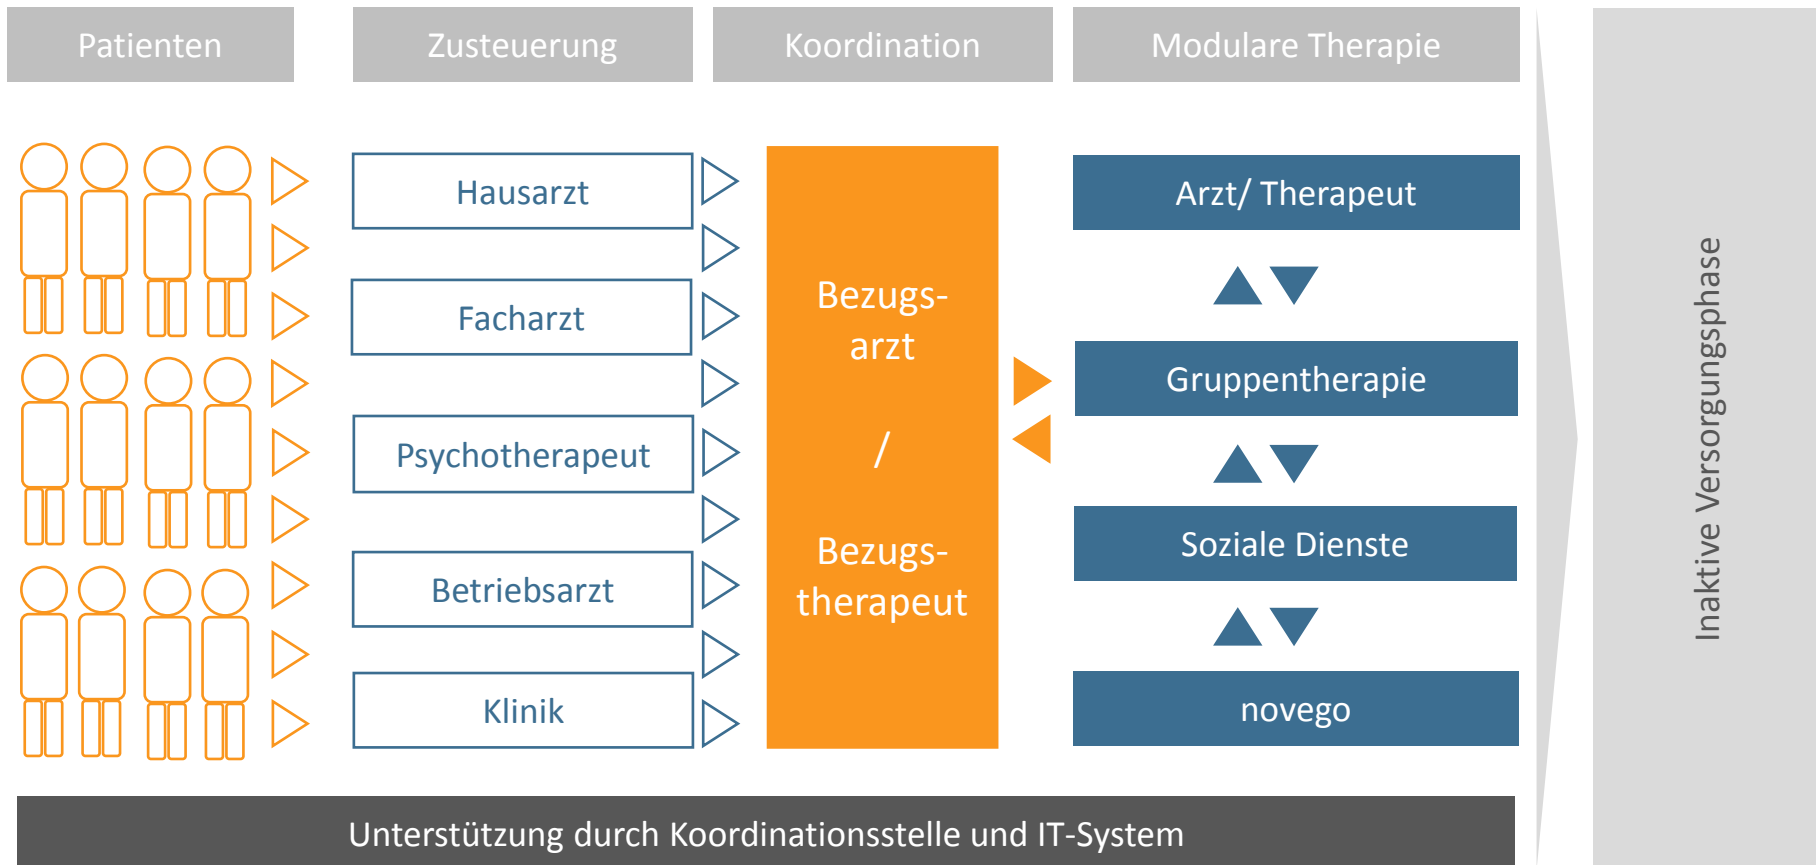 Patienten
Zusteuerung
Koordination
Modulare Therapie
Hausarzt
Facharzt
Psychotherapeut
Betriebsarzt
Klinik
Bezugs-
arzt
/
Bezugs-
therapeut
Arzt/ Therapeut
Gruppentherapie
Soziale Dienste
novego
Inaktive Versorgungsphase
Unterstützung durch Koordinationsstelle und IT-System